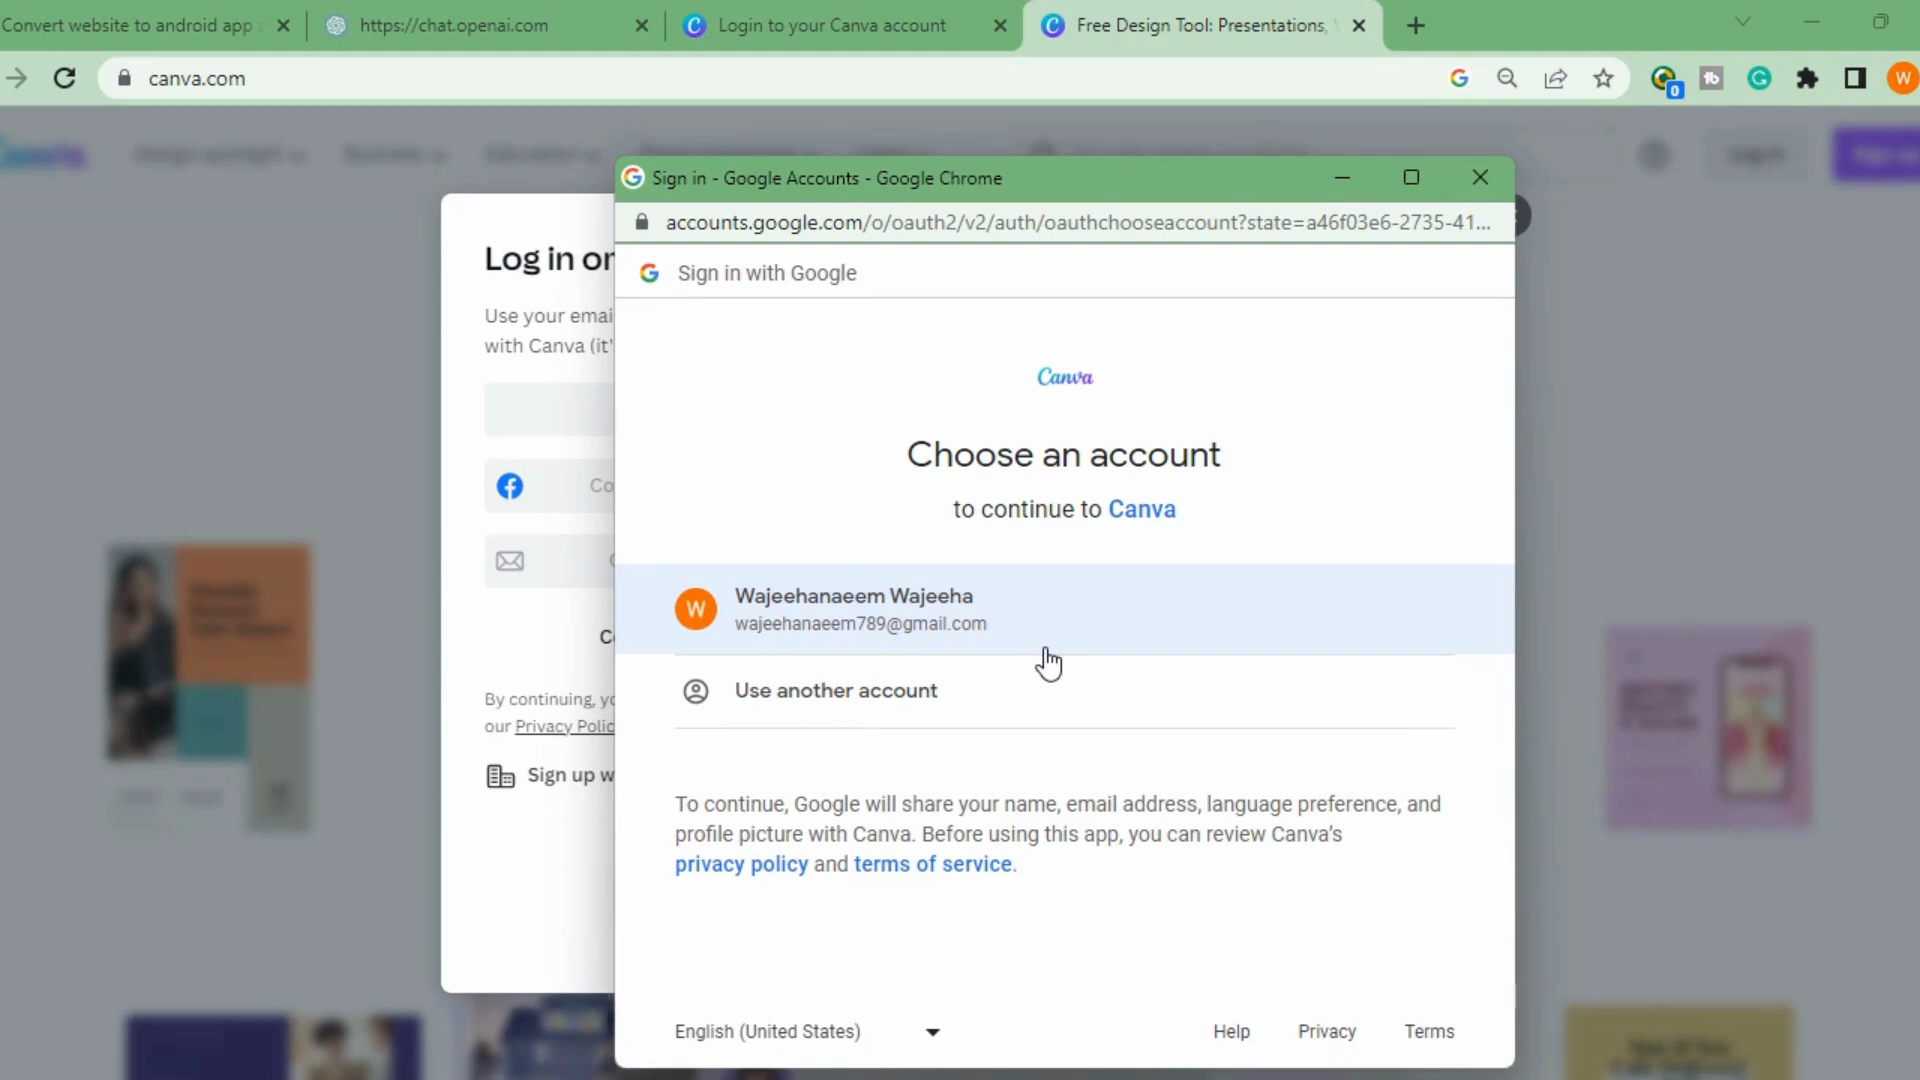 Convert website to android app
https://chat.openai.com
Login to your Canva account
Free Design Tool: Presentations,
canva.com
0
W
Sign in - Google Accounts - Google Chrome
accounts.google.com/o/oauth2/v2/auth/oauthchooseaccount?state=a46f03e6-2735-41...
Sign in with Google
Log in or
Use your emai
with Canva (it'
Co
By continuing, yo
our Privacy Polic
Sign up w
Canva
Choose an account
to continue to Canva
W
Wajeehanaeem Wajeeha
wajeehanaeem789@gmail.com
Use another account
To continue, Google will share your name, email address, language preference, and
profile picture with Canva. Before using this app, you can review Canva's
privacy policy and terms of service.
English (United States)
Help
Privacy
Terms